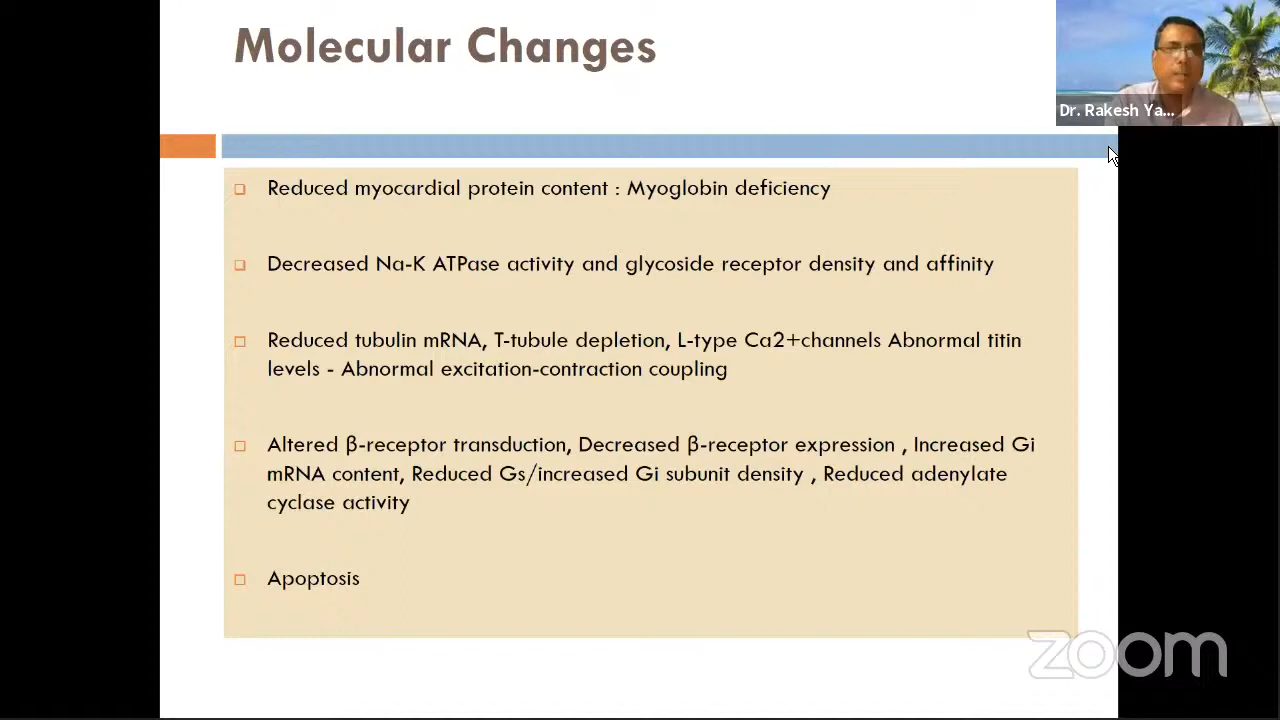 Molecular Changes
Dr. Rakesh Ya...
Reduced myocardial protein content : Myoglobin deficiency
Decreased Na-K ATPase activity and glycoside receptor density and affinity
Reduced tubulin mRNA, T-tubule depletion, L-type Ca2+channels Abnormal titin
levels - Abnormal excitation-contraction coupling
Altered β-receptor transduction, Decreased β-receptor expression , Increased Gi
mRNA content, Reduced Gs/increased Gi subunit density , Reduced adenylate
cyclase activity
Apoptosis
zoom